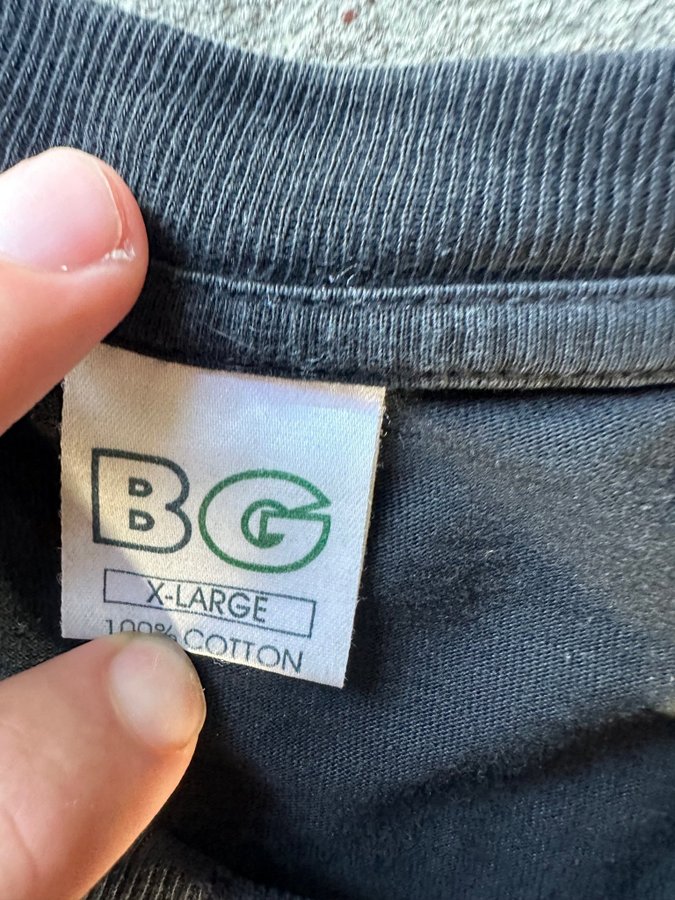 BG
X-LARGE
100% COTTON